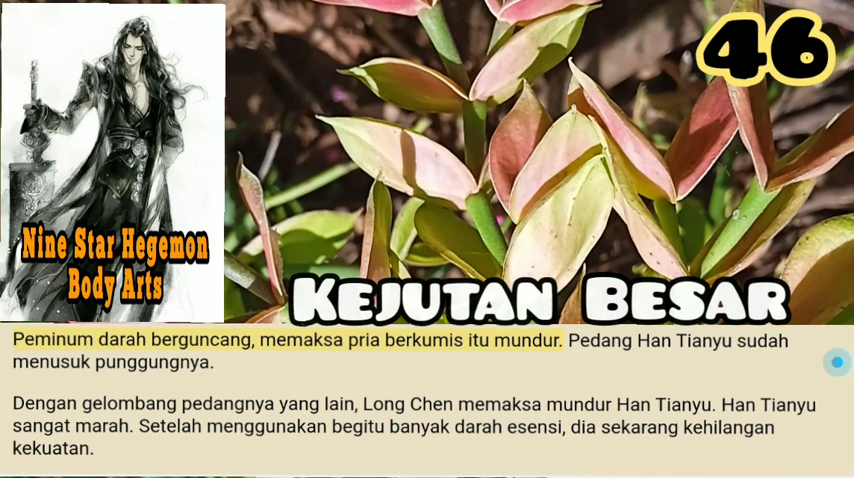 46
Nine Star Hegemon
Body Arts
Kejutan Besar
Peminum darah berguncang, memaksa pria berkumis itu mundur. Pedang Han Tianyu sudah
menusuk punggungnya.
Dengan gelombang pedangnya yang lain, Long Chen memaksa mundur Han Tianyu. Han Tianyu
sangat marah. Setelah menggunakan begitu banyak darah esensi, dia sekarang kehilangan
kekuatan.